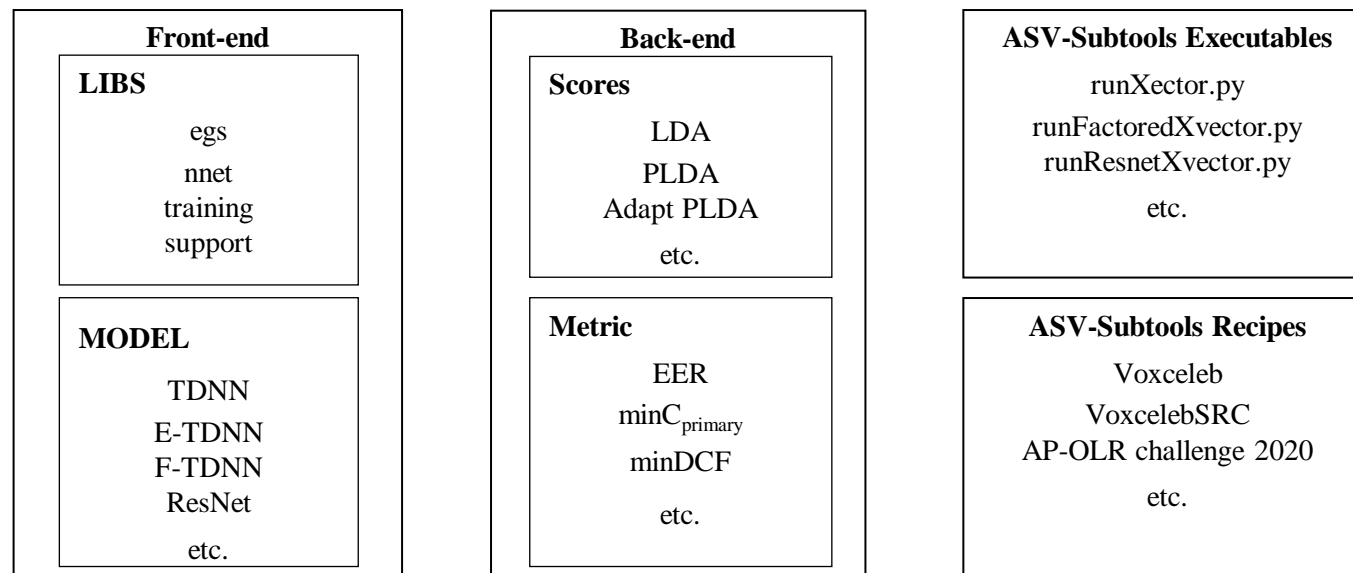 Front-end
LIBS
egs
nnet
training
support
MODEL
TDNN
E-TDNN
F-TDNN
ResNet
etc.
Back-end
Scores
LDA
PLDA
Adapt PLDA
etc.
Metric
EER
minCprimary
minDCF
etc.
ASV-Subtools Executables
runXector.py
runFactoredXvector.py
runResnetXvector.py
etc.
ASV-Subtools Recipes
Voxceleb
VoxcelebSRC
AP-OLR challenge 2020
etc.